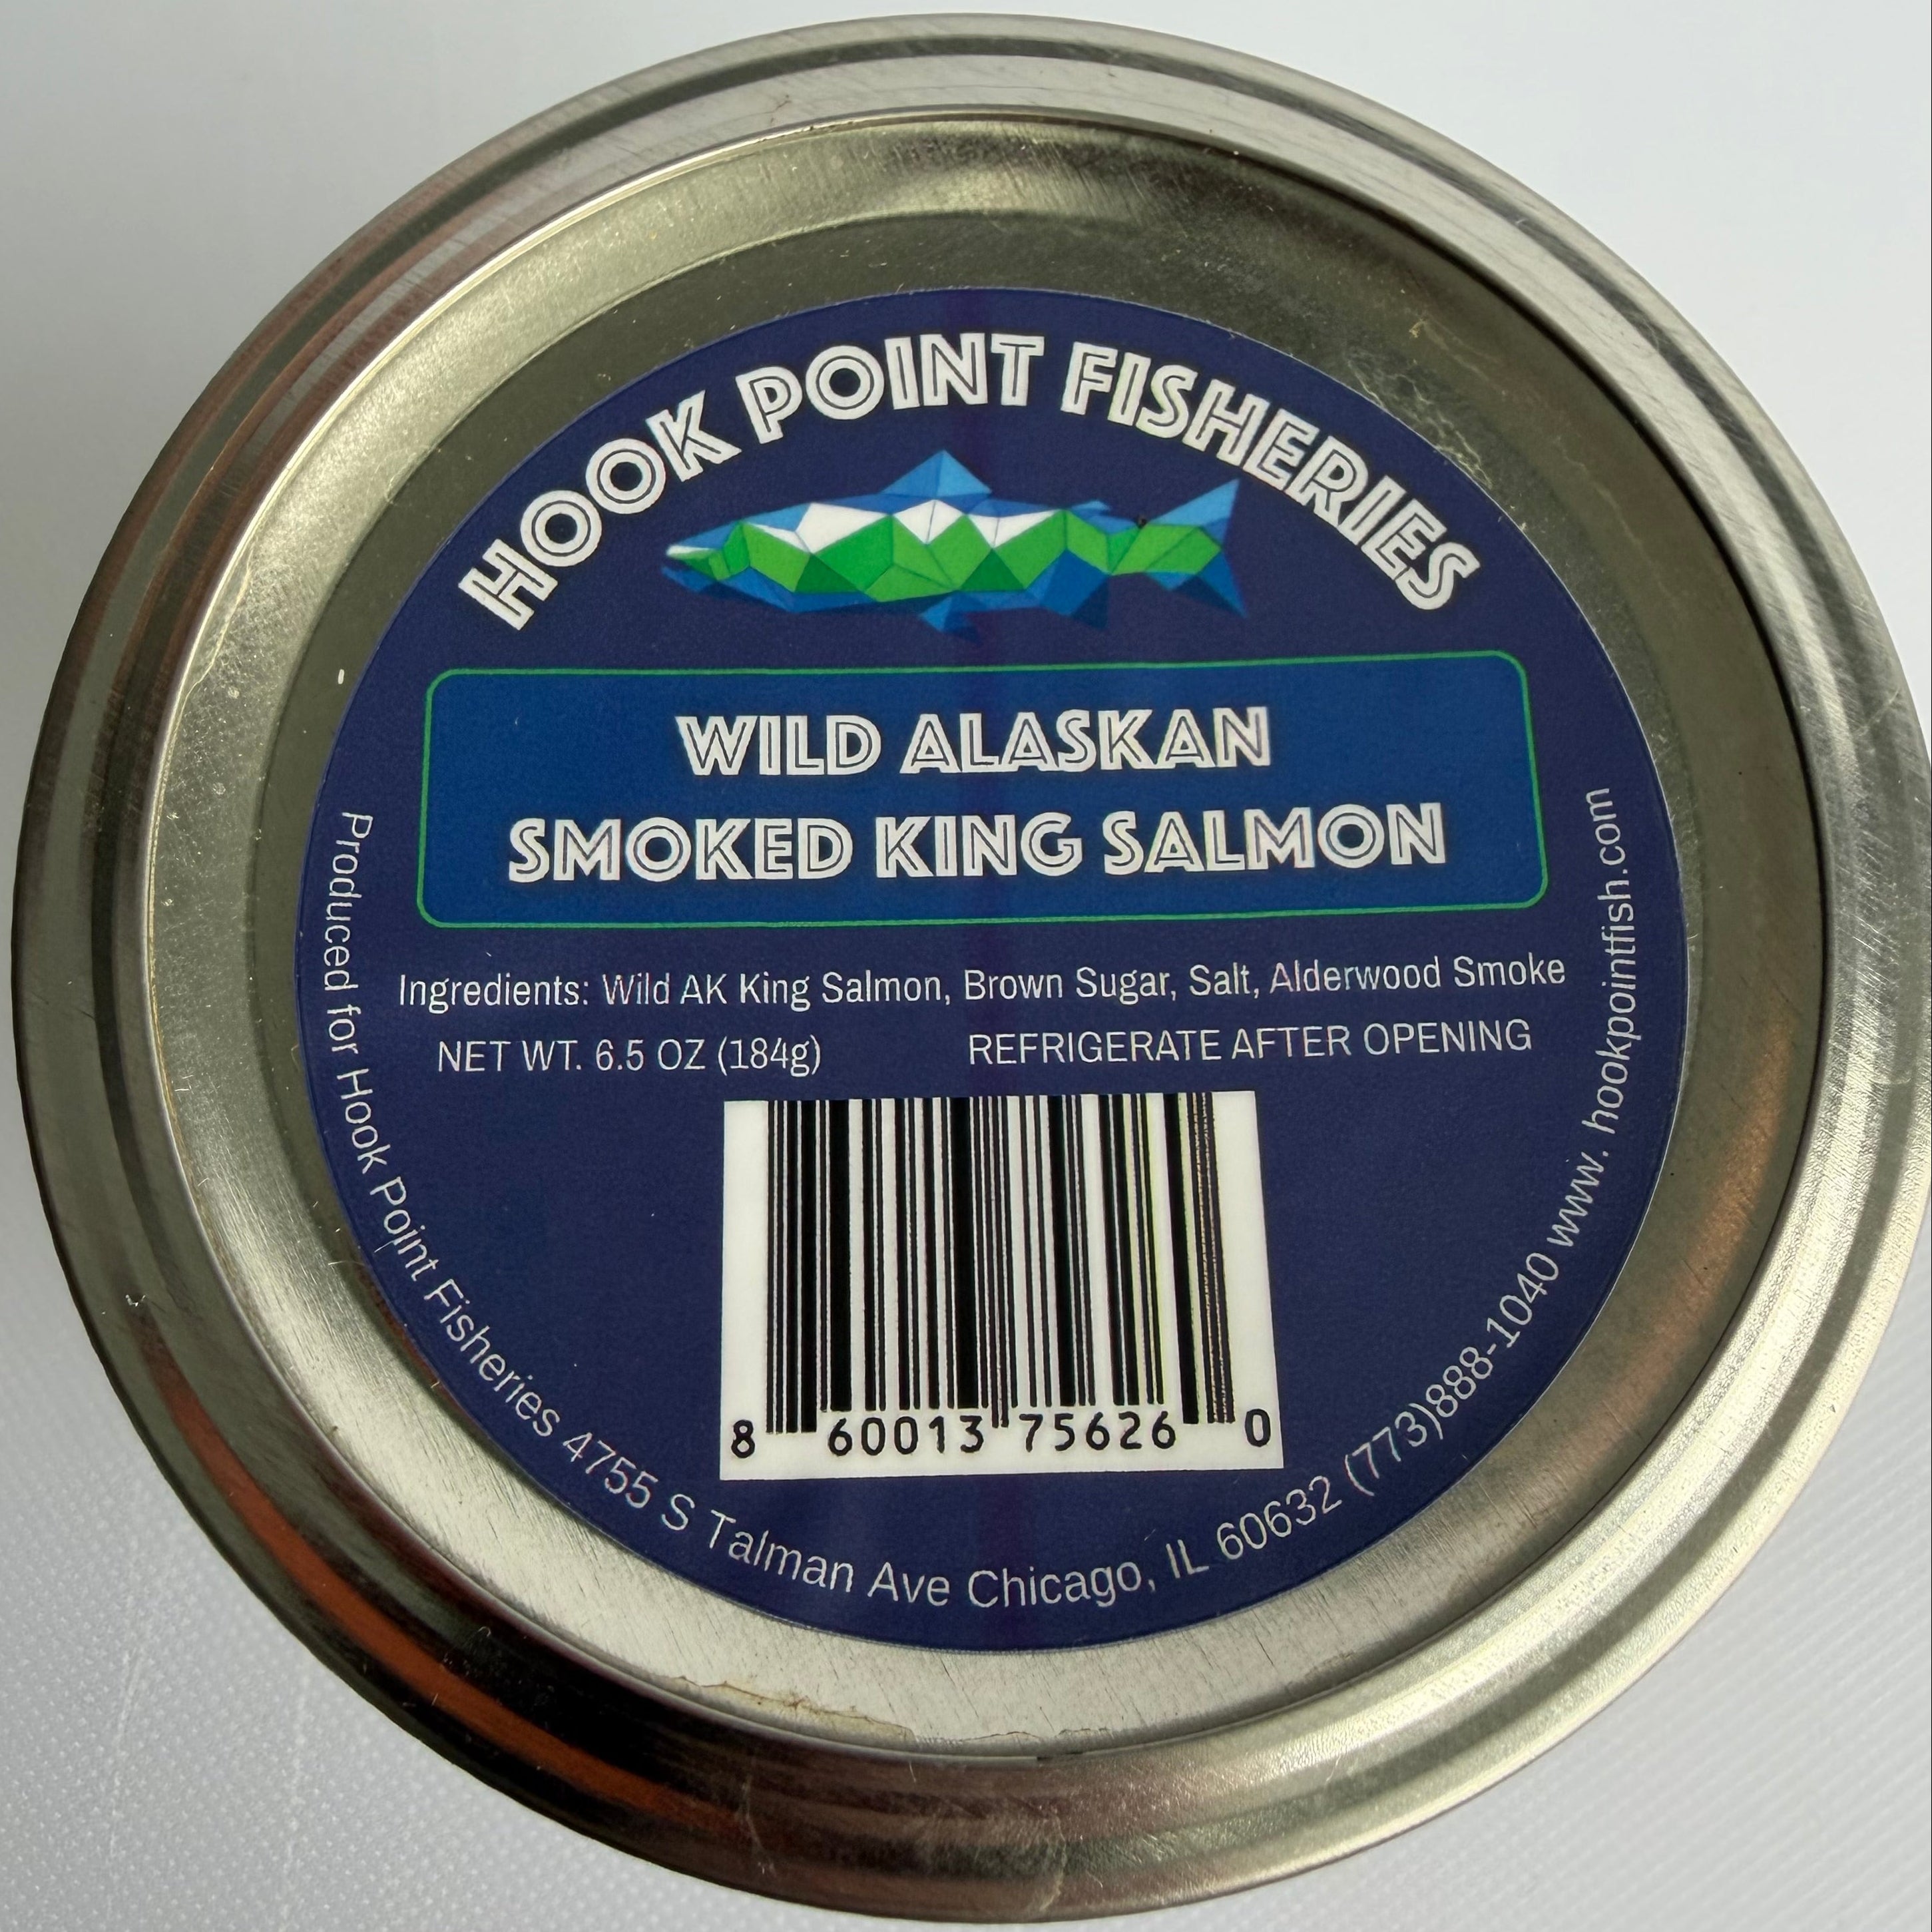 HOOK POINT FISHERIES
WILD ALASKAN
SMOKED KING SALMON
Ingredients: Wild AK King Salmon, Brown Sugar, Salt, Alderwood Smoke
NET WT. 6.5 OZ (184g) REFRIGERATE AFTER OPENING
8 60013 75626 0
Produced for Hook Point Fisheries 4755 S Talman Ave Chicago, IL 60632 (773)888-1040 www. hookpointfish.com